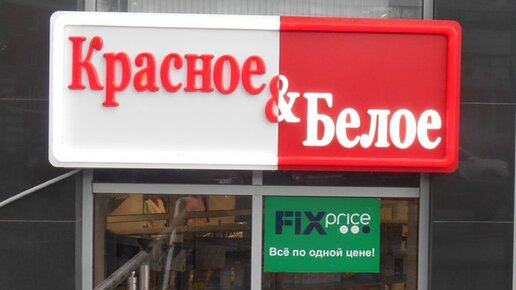 Красное
& Белое
FIX price
Всё по одной цене!